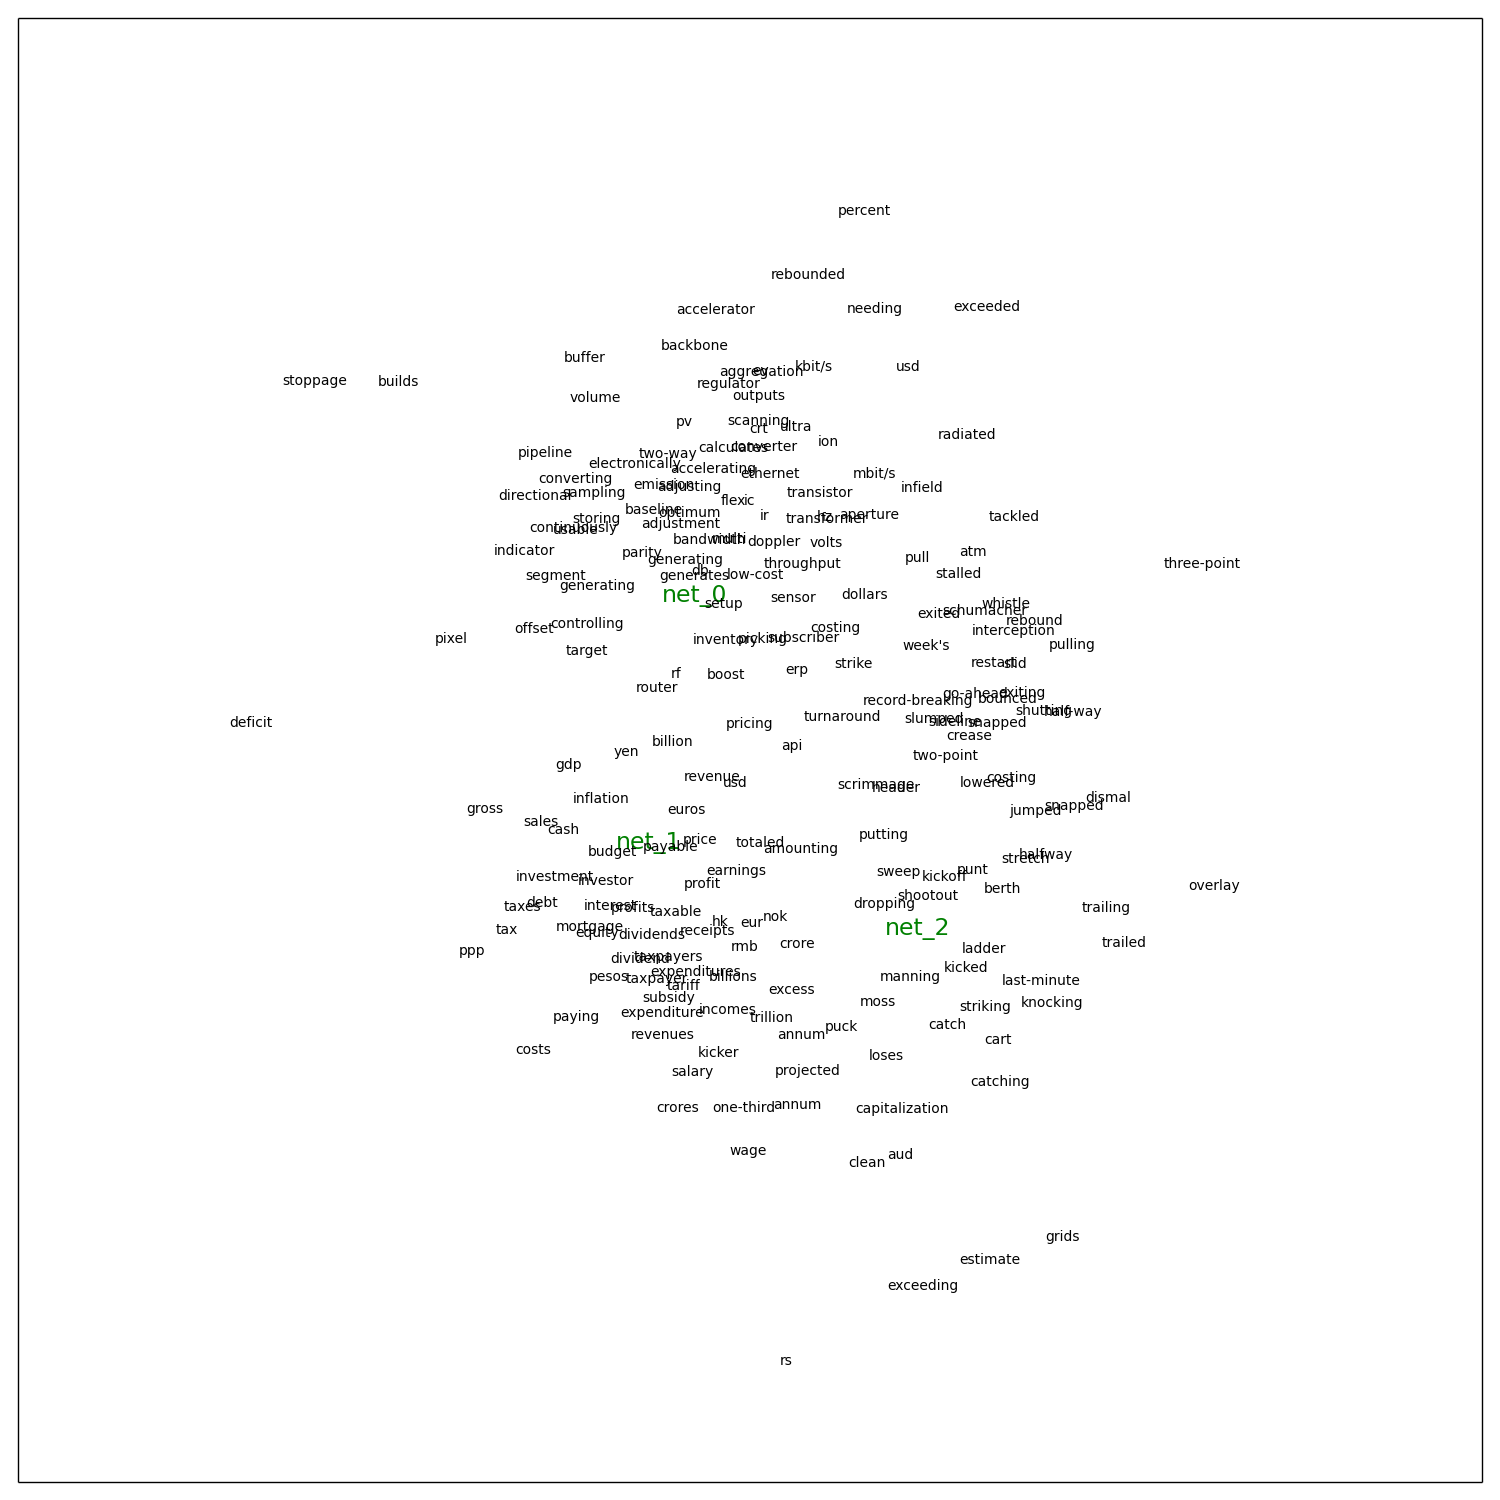 percent
rebounded
exceeded
needing
accelerator
backbone
buffer
kbit/s
usd
aggregation
ev
stoppage
builds
regulator
outputs
volume
scanning
pv
ultra
crt
radiated
ion
calculates
converter
pipeline
two-way
electronically
accelerating
ethernet
mbit/s
converting
emission
adjusting
infield
directional
sampling
transistor
flexic
baseline
optimum
ir
aperture
tackled
storing
transformer
hz
adjustment
continuously
usable
bandwidth
multi
doppler
volts
indicator
parity
atm
generating
pull
throughput
three-point
db
low-cost
stalled
segment
generates
generating
net_0
dollars
sensor
setup
whistle
schumacher
exited
rebound
controlling
offset
costing
interception
pixel
inventory
picking
subscriber
week's
pulling
target
strike
restart
slid
erp
rf
boost
router
go-ahead
exiting
record-breaking
bounced
shutting
half-way
turnaround
slumped
sideline
snapped
deficit
pricing
crease
billion
api
yen
two-point
gdp
revenue
usd
costing
lowered
scrimmage
header
inflation
dismal
snapped
gross
euros
jumped
sales
cash
putting
net_1
price
totaled
payable
amounting
budget
halfway
stretch
earnings
sweep
punt
kickoff
investment
investor
profit
overlay
berth
shootout
debt
taxes
interest
profits
dropping
trailing
taxable
nok
hk
eur
net_2
mortgage
tax
equity
dividends
receipts
rmb
crore
trailed
ladder
ppp
taxpayers
dividend
kicked
expenditures
pesos
taxpayer
billions
manning
last-minute
tariff
excess
subsidy
moss
striking
knocking
incomes
expenditure
paying
trillion
puck
catch
revenues
annum
cart
costs
kicker
loses
salary
projected
catching
crores
one-third
annum
capitalization
wage
aud
clean
grids
estimate
exceeding
rs